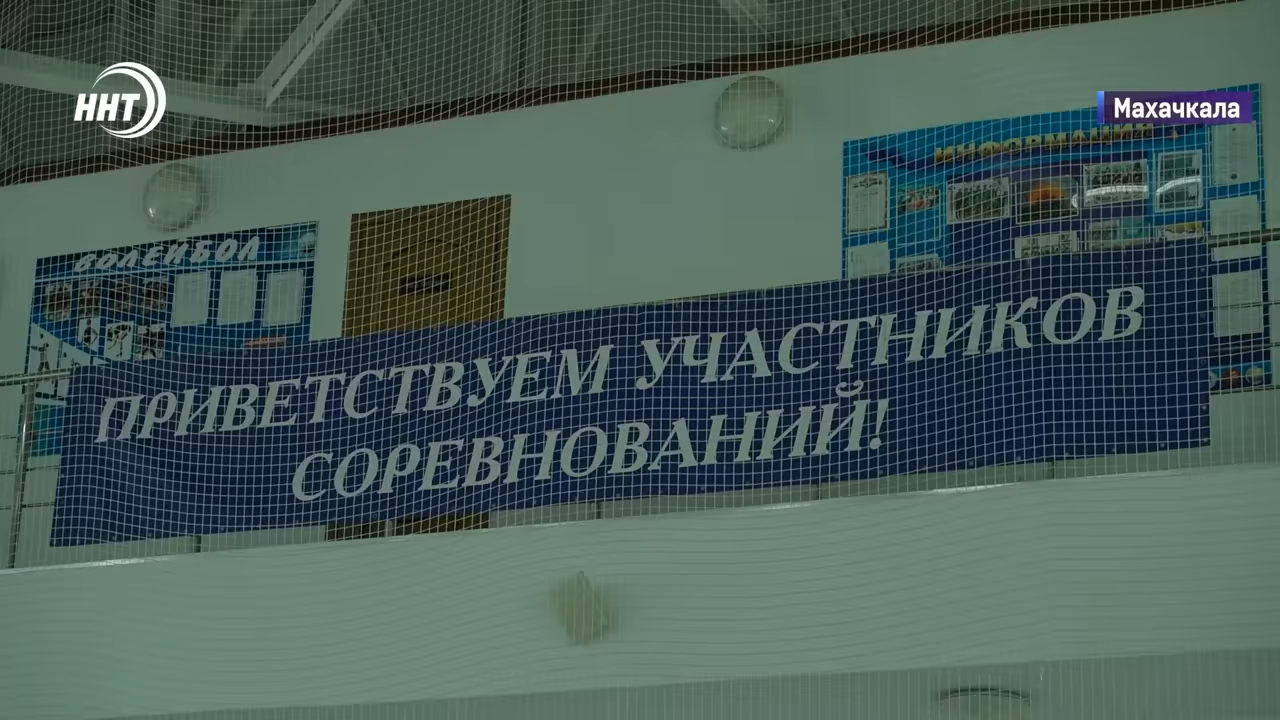 ННТ
Махачкала
ИНФОРМАЦИЯ
ВОЛЕЙБОЛ
ПРИВЕТСТВУЕМ УЧАСТНИКОВ
СОРЕВНОВАНИЙ!